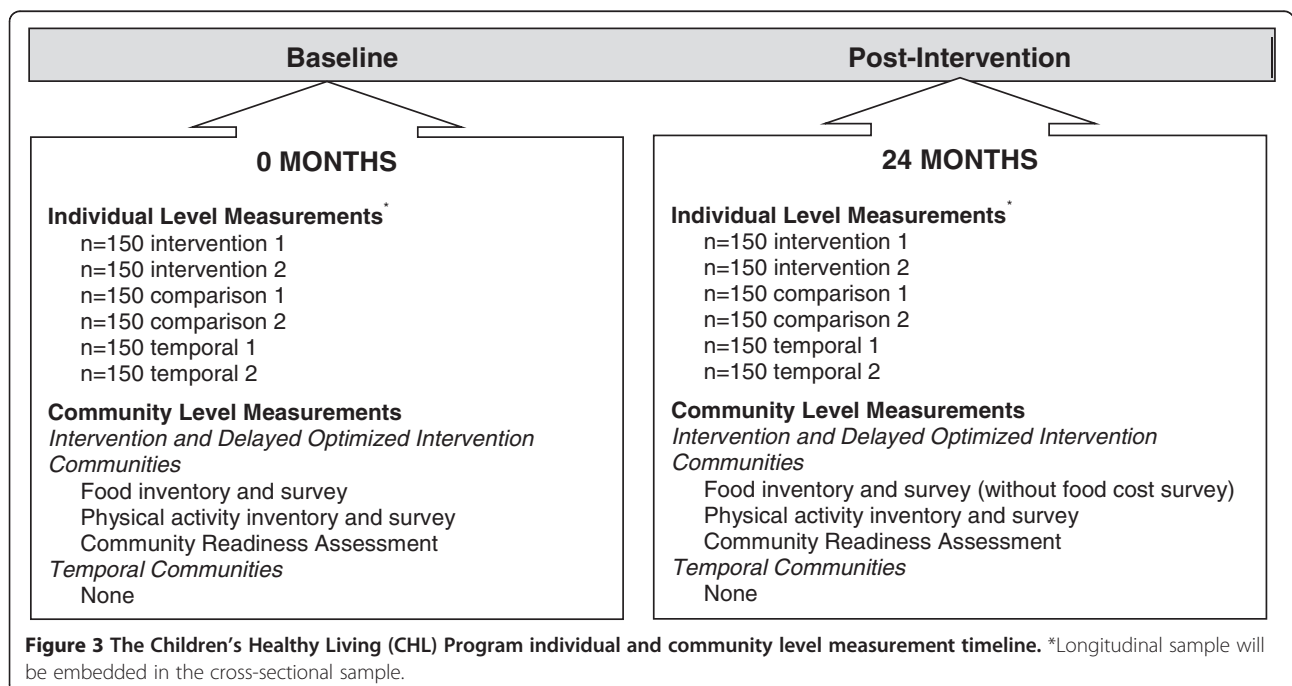 Baseline
Post-Intervention
0 MONTHS
Individual Level Measurements*
n=150 intervention 1
n=150 intervention 2
n=150 comparison 1
n=150 comparison 2
n=150 temporal 1
n=150 temporal 2
Community Level Measurements
Intervention and Delayed Optimized Intervention
Communities
Food inventory and survey
Physical activity inventory and survey
Community Readiness Assessment
Temporal Communities
None
24 MONTHS
Individual Level Measurements*
n=150 intervention 1
n=150 intervention 2
n=150 comparison 1
n=150 comparison 2
n=150 temporal 1
n=150 temporal 2
Community Level Measurements
Intervention and Delayed Optimized Intervention
Communities
Food inventory and survey (without food cost survey)
Physical activity inventory and survey
Community Readiness Assessment
Temporal Communities
None
Figure 3 The Children's Healthy Living (CHL) Program individual and community level measurement timeline. *Longitudinal sample will
be embedded in the cross-sectional sample.